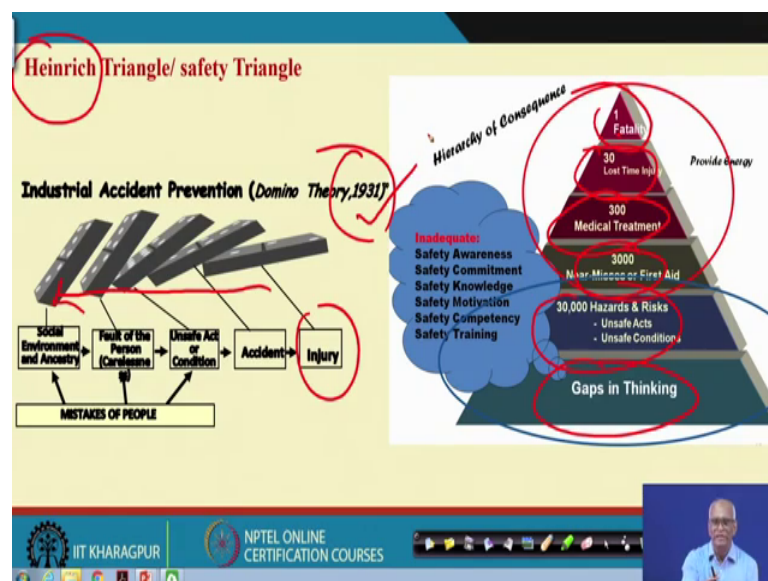 Heinrich Triangle/ safety Triangle
Industrial Accident Prevention (Domino Theory,1931)"
Social
Environment
and Ancestry
Fault of the
Person
(Carelessne
ss)
Unsafe Act
or
Condition
Accident
Injury
MISTAKES OF PEOPLE
Hierarchy of Consequence
Provide Energy
1
Fatality
30
Lost Time Injury
300
Medical Treatment
3000
Near-Misses or First Aid
30,000 Hazards & Risks
- Unsafe Acts
- Unsafe Conditions
Gaps in Thinking
Inadequate:
Safety Awareness
Safety Commitment
Safety Knowledge
Safety Motivation
Safety Competency
Safety Training
IIT KHARAGPUR
NPTEL ONLINE
CERTIFICATION COURSES